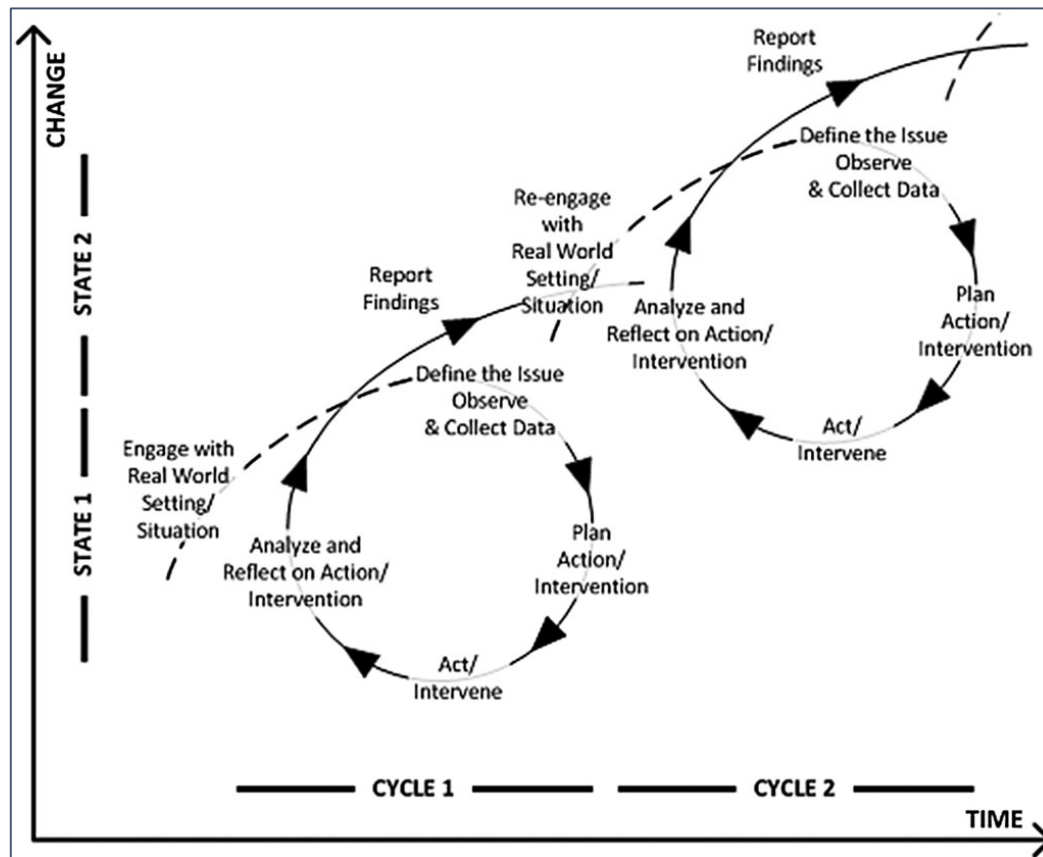 CHANGE
STATE 2
STATE 1
Report
Findings
Define the Issue
Observe
& Collect Data
Re-engage
with
Real World
Setting/
Situation
Plan
Action/
Intervention
Analyze and
Reflect on Action/
Intervention
Act/
Intervene
Report
Findings
Define the Issue
Observe
& Collect Data
Engage with
Real World
Setting/
Situation
Plan
Action/
Intervention
Analyze and
Reflect on Action/
Intervention
Act/
Intervene
CYCLE 1
CYCLE 2
TIME